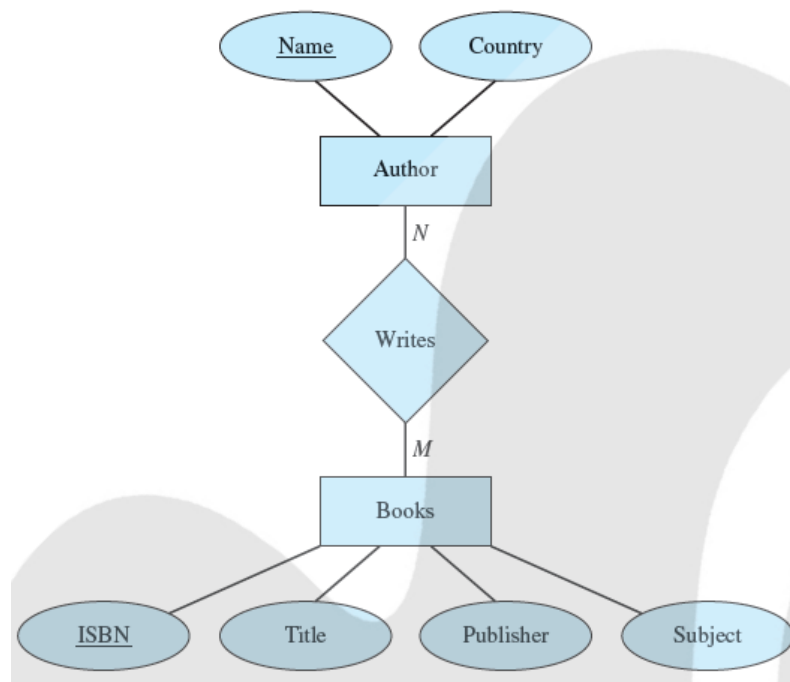 Name Country
Author
N
Writes
M
Books
ISBN Title Publisher Subject